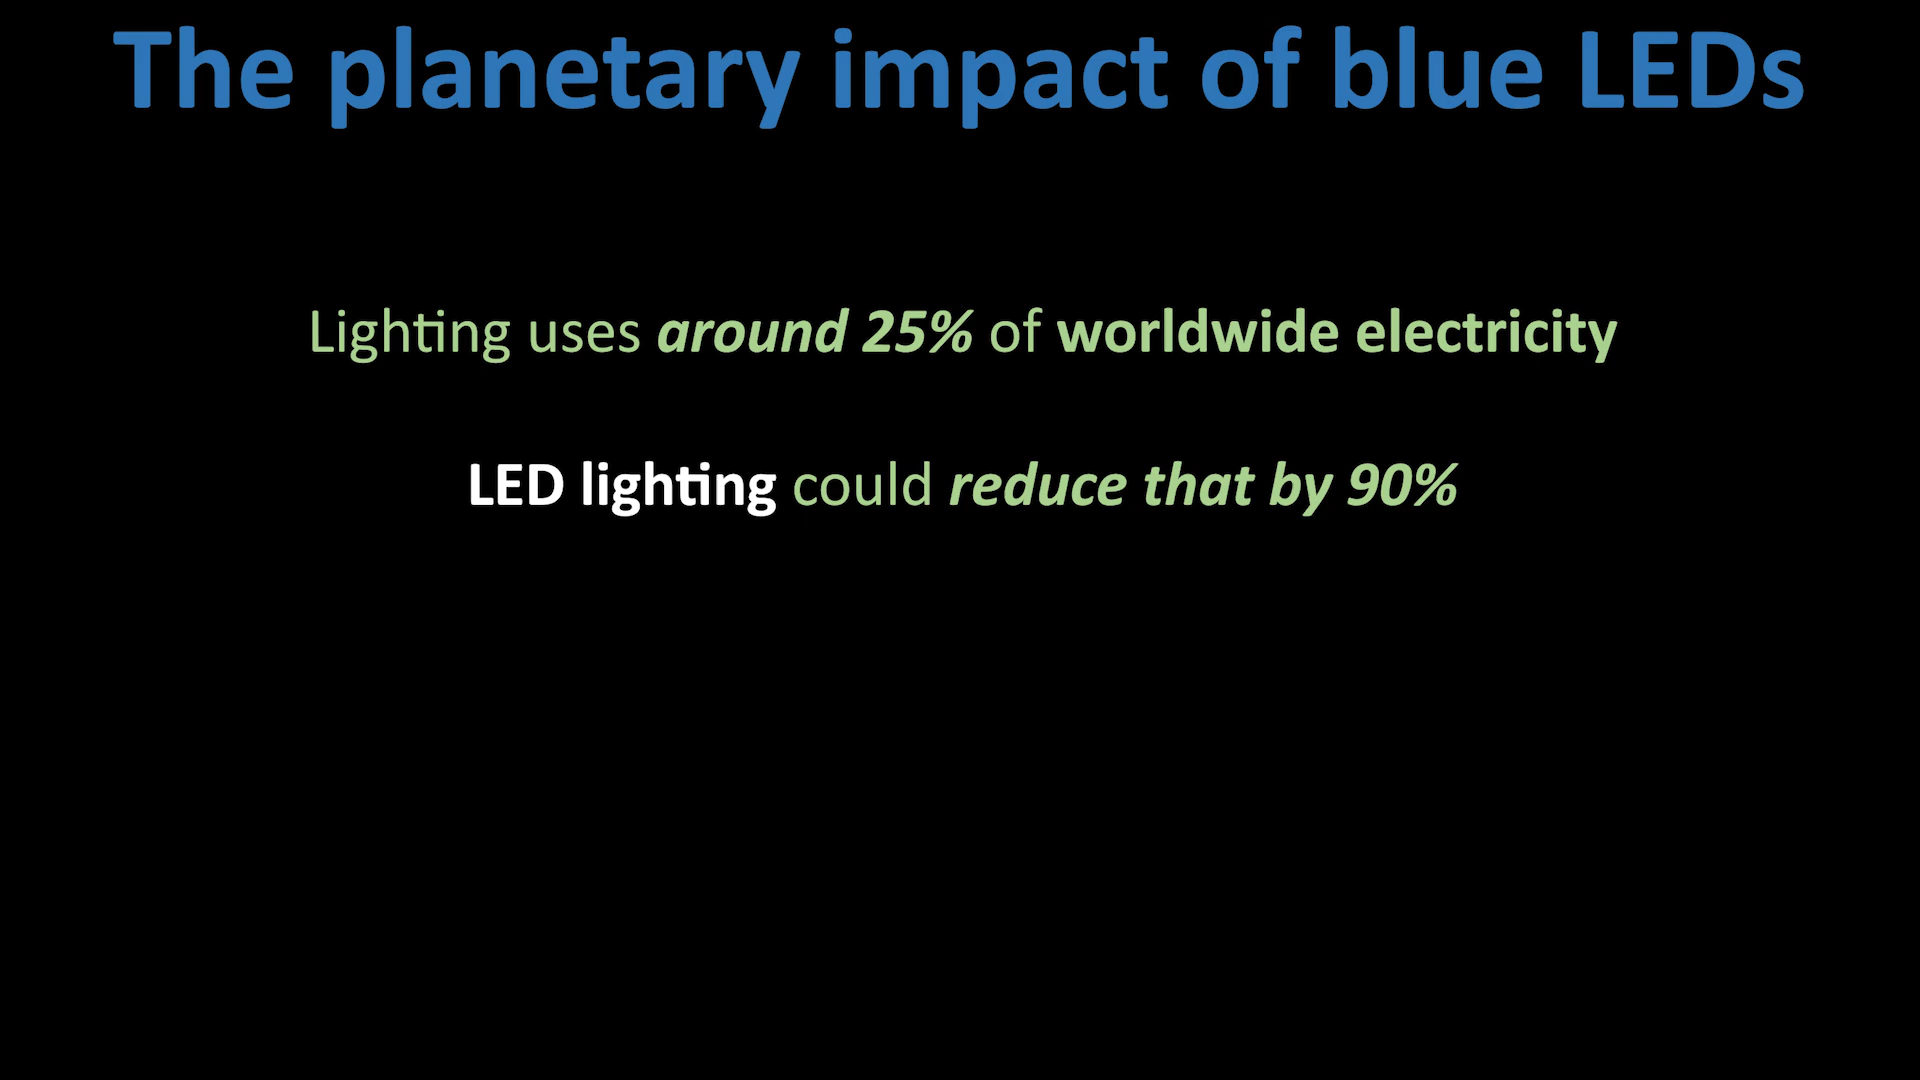 The planetary impact of blue LEDs
Lighting uses around 25% of worldwide electricity
LED lighting could reduce that by 90%